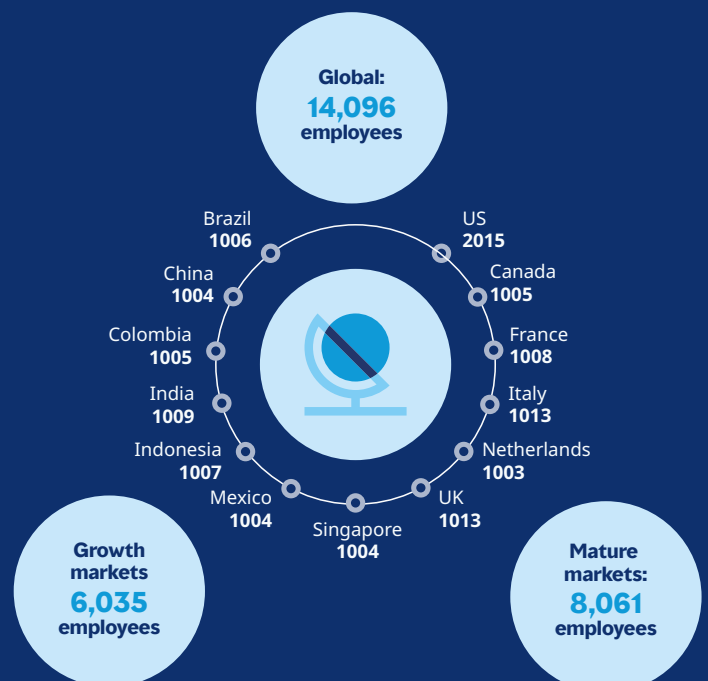 Global:
14,096
employees
Brazil
1006
China
1004
Colombia
1005
India
1009
Indonesia
1007
Mexico
1004
Singapore
1004
US
2015
Canada
1005
France
1008
Italy
1013
Netherlands
1003
UK
1013
Growth
markets
6,035
employees
Mature
markets:
8,061
employees